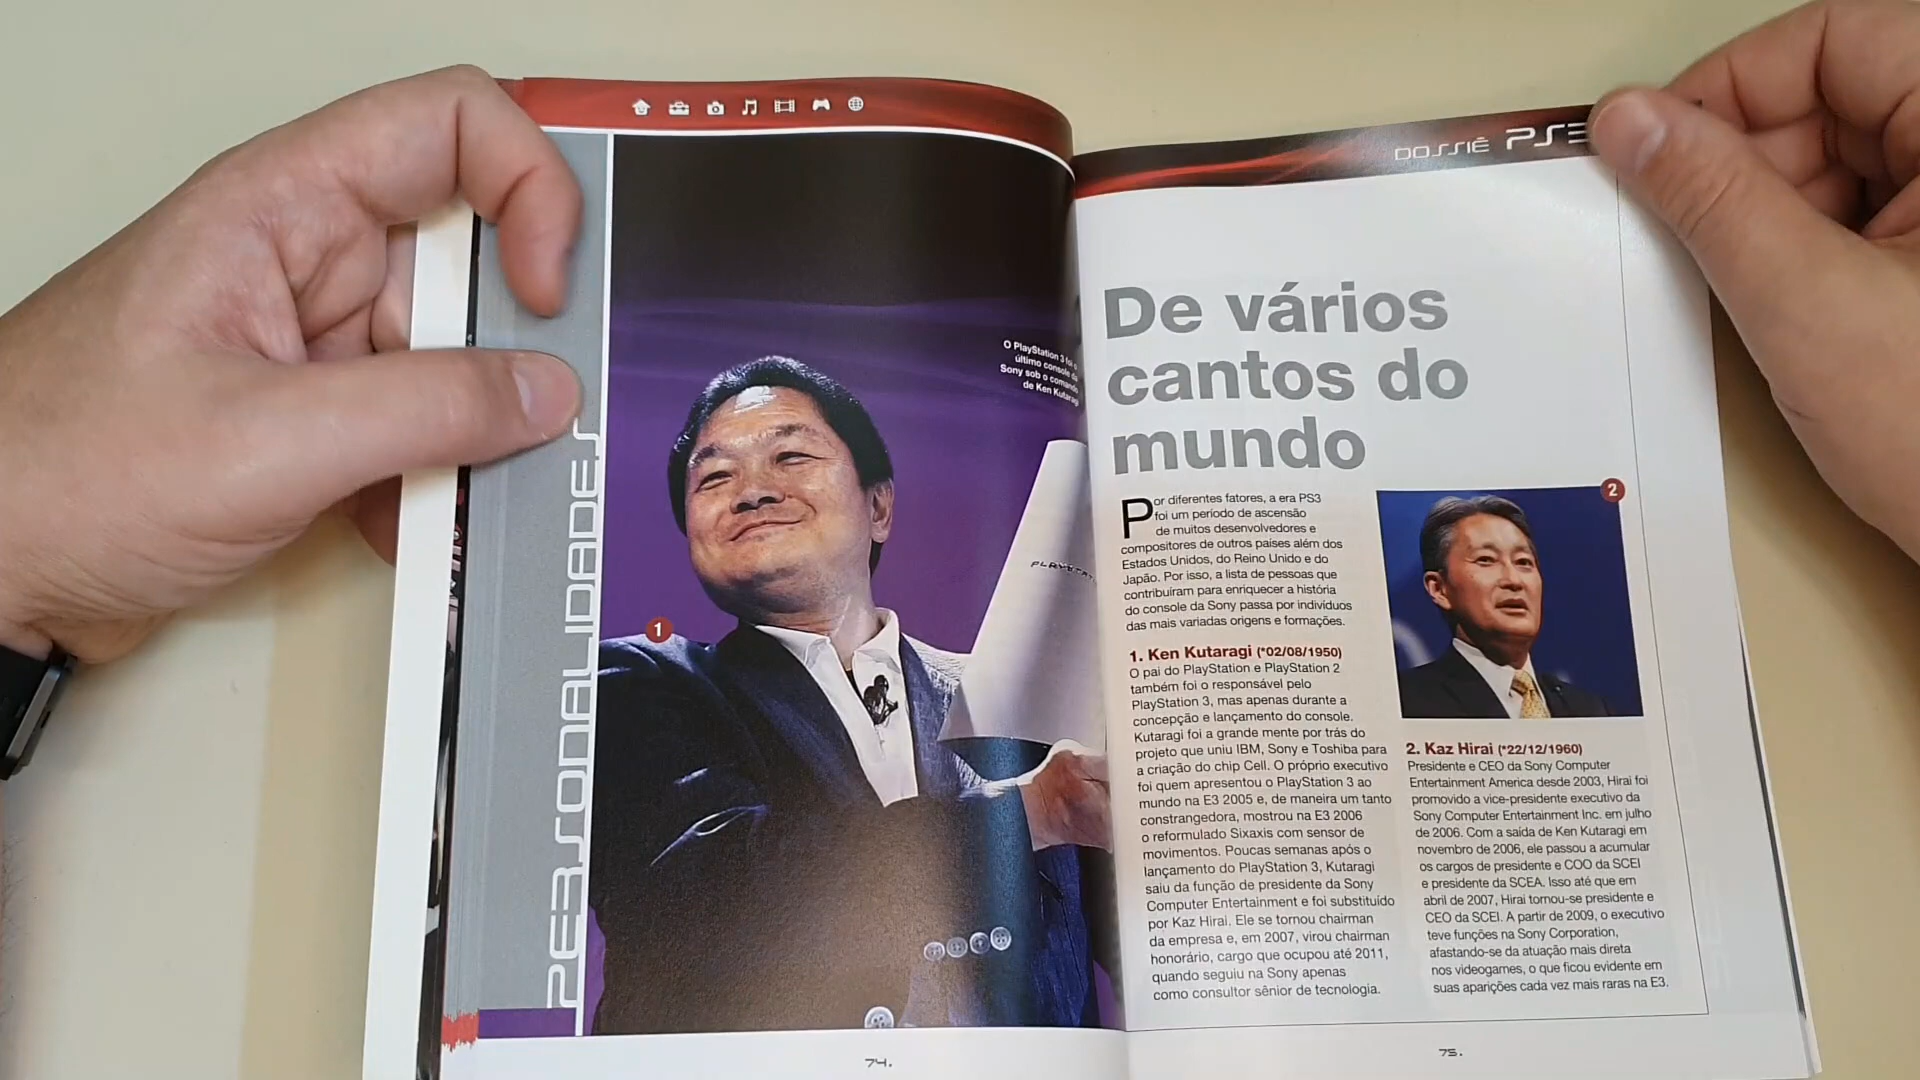 PERSONALIDADES
O PlayStation 3 foi o
último console da
Sony sob o comando
de Ken Kutaragi
1
74.
DOSSIÊ PS3
De vários
cantos do
mundo
Por diferentes fatores, a era PS3
foi um período de ascensão
de muitos desenvolvedores e
compositores de outros países além dos
Estados Unidos, do Reino Unido e do
Japão. Por isso, a lista de pessoas que
contribuíram para enriquecer a história
do console da Sony passa por indivíduos
das mais variadas origens e formações.
1. Ken Kutaragi (*02/08/1950)
O pai do PlayStation e PlayStation 2
também foi o responsável pelo
PlayStation 3, mas apenas durante a
concepção e lançamento do console.
Kutaragi foi a grande mente por trás do
projeto que uniu IBM, Sony e Toshiba para
a criação do chip Cell. O próprio executivo
foi quem apresentou o PlayStation 3 ao
mundo na E3 2005 e, de maneira um tanto
constrangedora, mostrou na E3 2006
o reformulado Sixaxis com sensor de
movimentos. Poucas semanas após o
lançamento do PlayStation 3, Kutaragi
saiu da função de presidente da Sony
Computer Entertainment e foi substituído
por Kaz Hirai. Ele se tornou chairman
da empresa e, em 2007, virou chairman
honorário, cargo que ocupou até 2011,
quando seguiu na Sony apenas
como consultor sênior de tecnologia.
2
2. Kaz Hirai (*22/12/1960)
Presidente e CEO da Sony Computer
Entertainment America desde 2003, Hirai foi
promovido a vice-presidente executivo da
Sony Computer Entertainment Inc. em julho
de 2006. Com a saída de Ken Kutaragi em
novembro de 2006, ele passou a acumular
os cargos de presidente e COO da SCEI
e presidente da SCEA. Isso até que em
abril de 2007, Hirai tornou-se presidente e
CEO da SCEI. A partir de 2009, o executivo
teve funções na Sony Corporation,
afastando-se da atuação mais direta
nos videogames, o que ficou evidente em
suas aparições cada vez mais raras na E3.
75.